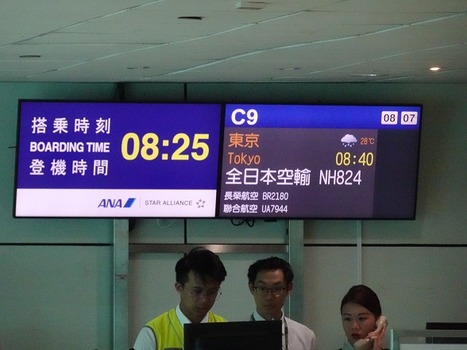 搭乗時刻
BOARDING TIME
登機時間
08:25
ANA
STAR ALLIANCE
C9
08 07
東京
28℃
Tokyo
08:40
全日本空輸 NH824
長榮航空 BR2180
聯合航空 UA7944